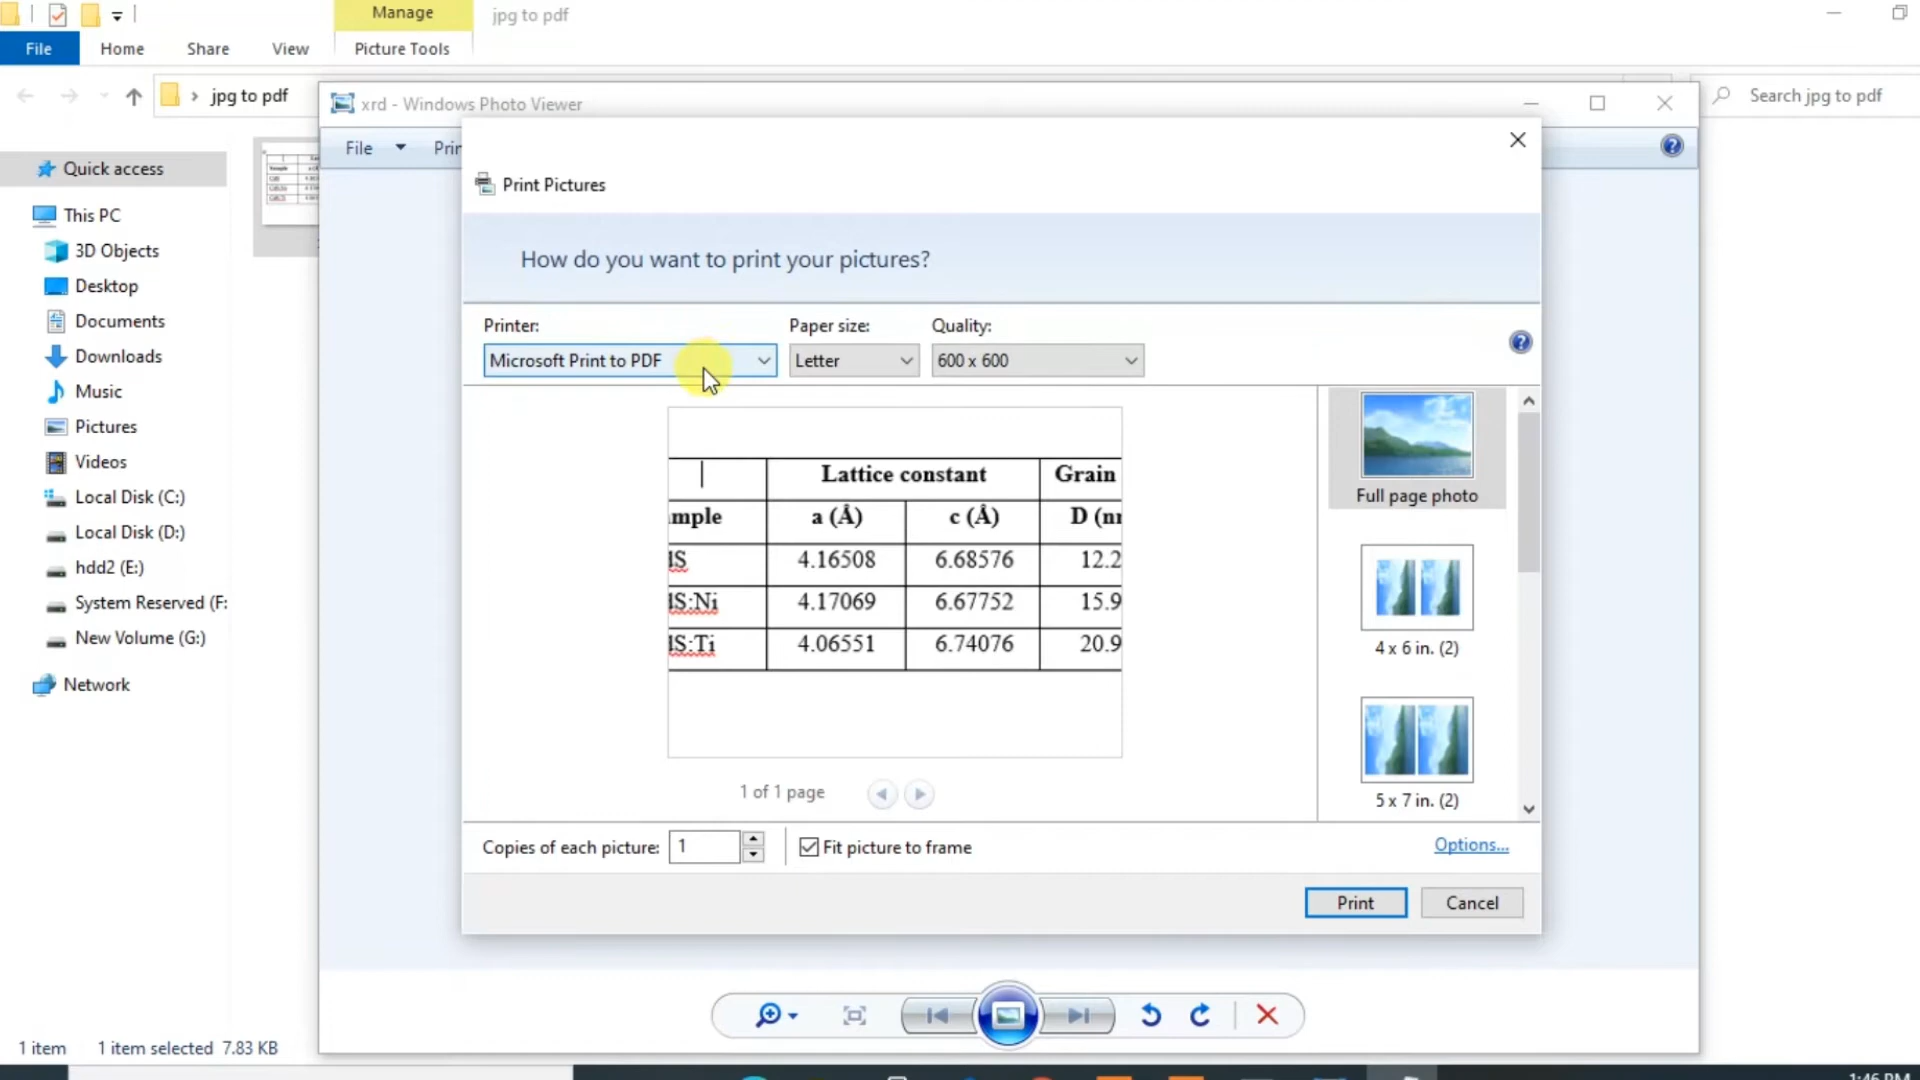 Manage
jpg to pdf
File
Home
Share
View
Picture Tools
jpg to pdf
Search jpg to pdf
xrd - Windows Photo Viewer
File
Quick access
This PC
3D Objects
Desktop
Documents
Downloads
Music
Pictures
Videos
Local Disk (C:)
Local Disk (D:)
hdd2 (E:)
System Reserved (F:
New Volume (G:)
Network
Print Pictures
How do you want to print your pictures?
Printer:
Paper size:
Quality:
Microsoft Print to PDF
Letter
600 x 600
Lattice constant
Grain
mple
a (Å)
c (Å)
D (
dS
4.16508
6.68576
12.2
dS:Ni
4.17069
6.67752
15.9
dS:Ti
4.06551
6.74076
20.9
Full page photo
4 x 6 in. (2)
5 x 7 in. (2)
1 of 1 page
Copies of each picture:
1
Fit picture to frame
Options...
Print
Cancel
1 item
1 item selected 7.83 KB
1:46 PM